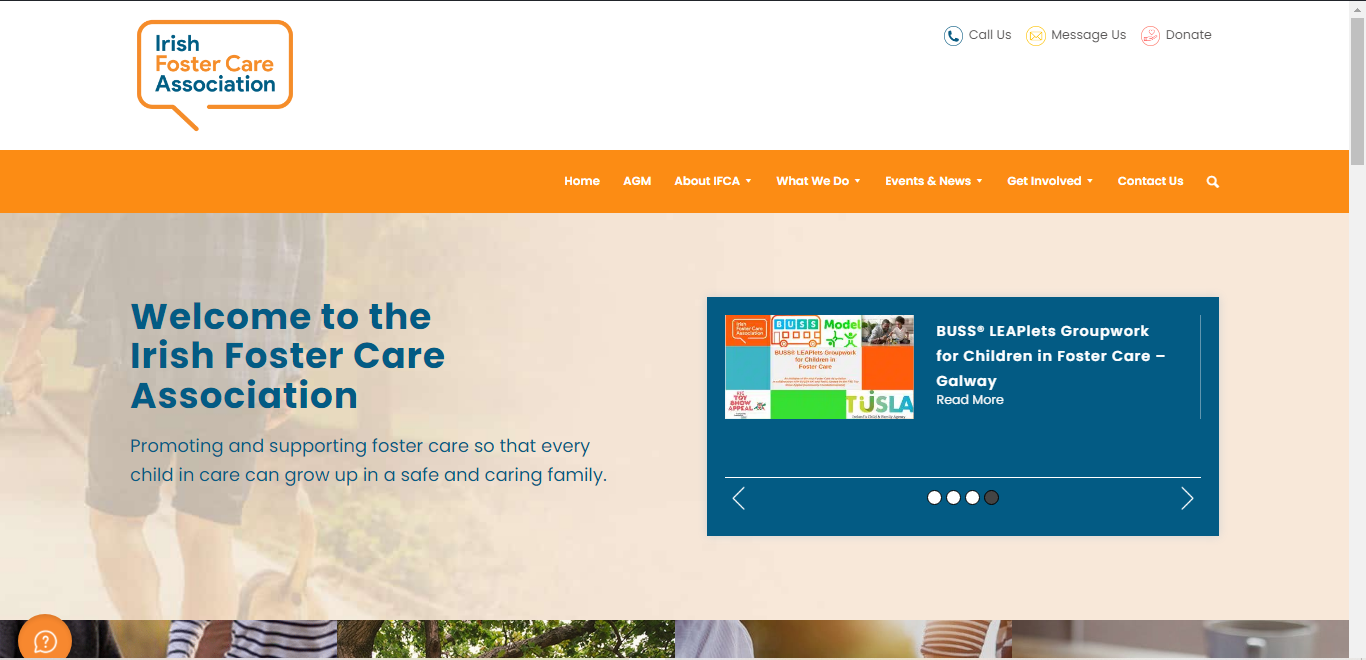 Irish
Foster Care
Association
Call Us
Message Us
Donate
Home
AGM
About IFCA
What We Do
Events & News
Get Involved
Contact Us
Welcome to the
Irish Foster Care
Association
Promoting and supporting foster care so that every
child in care can grow up in a safe and caring family.
Irish
Foster Care
Association
BUSS
Model
BUSS® LEAPlets Groupwork
for Children in
Foster Care
TOY
SHOW
APPEAL
TUSLA
BUSS® LEAPlets Groupwork
for Children in Foster Care –
Galway
Read More